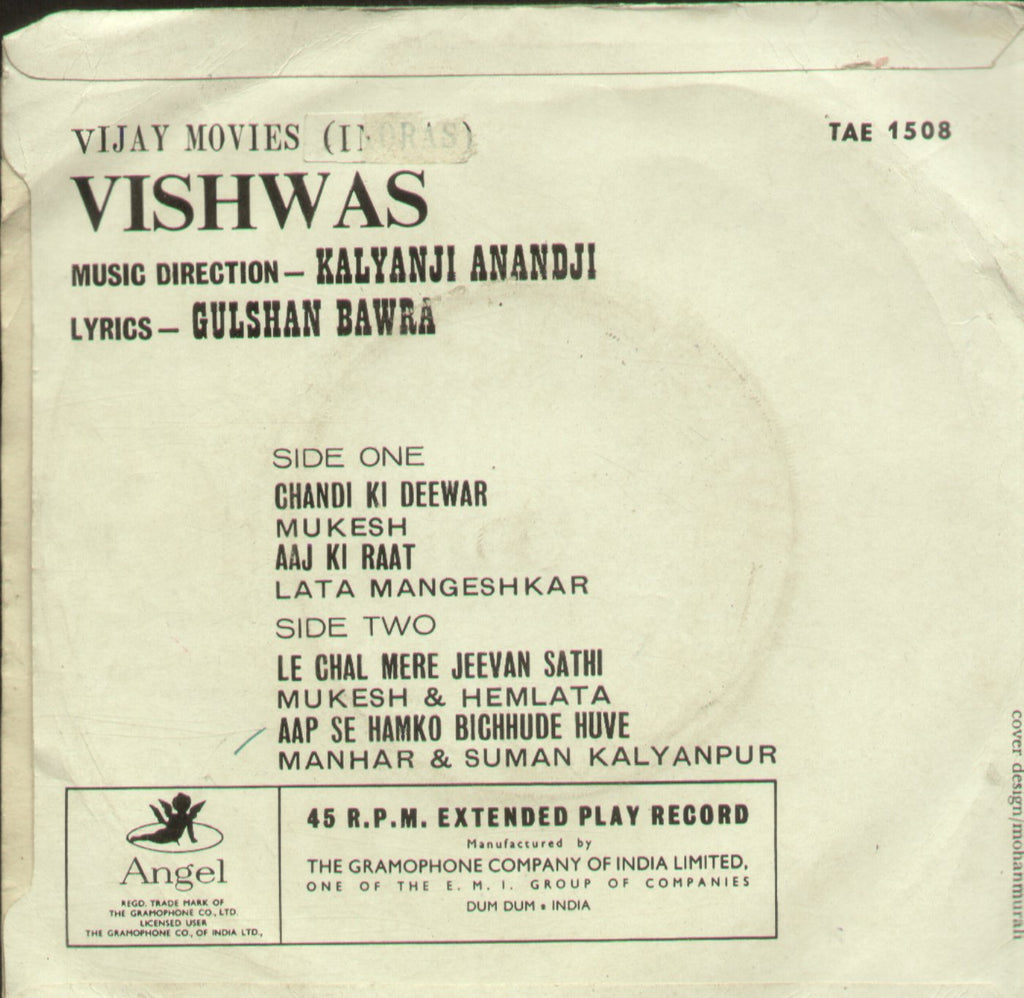 VIJAY MOVIES
TAE 1508
VISHWAS
MUSIC DIRECTION – KALYANJI ANANDJI
LYRICS – GULSHAN BAWRA
SIDE ONE
CHANDI KI DEEWAR
MUKESH
AAJ KI RAAT
LATA MANGESHKAR
SIDE TWO
LE CHAL MERE JEEVAN SATHI
MUKESH & HEMLATA
AAP SE HAMKO BICHHUDE HUVE
MANHAR & SUMAN KALYANPUR
Angel
REGD. TRADE MARK OF
THE GRAMOPHONE CO., LTD.
LICENSED USER
THE GRAMOPHONE CO., OF INDIA LTD.,
45 R.P.M. EXTENDED PLAY RECORD
Manufactured by
THE GRAMOPHONE COMPANY OF INDIA LIMITED,
ONE OF THE E. M. I. GROUP OF COMPANIES
DUM DUM • INDIA
cover design/mohanmurali